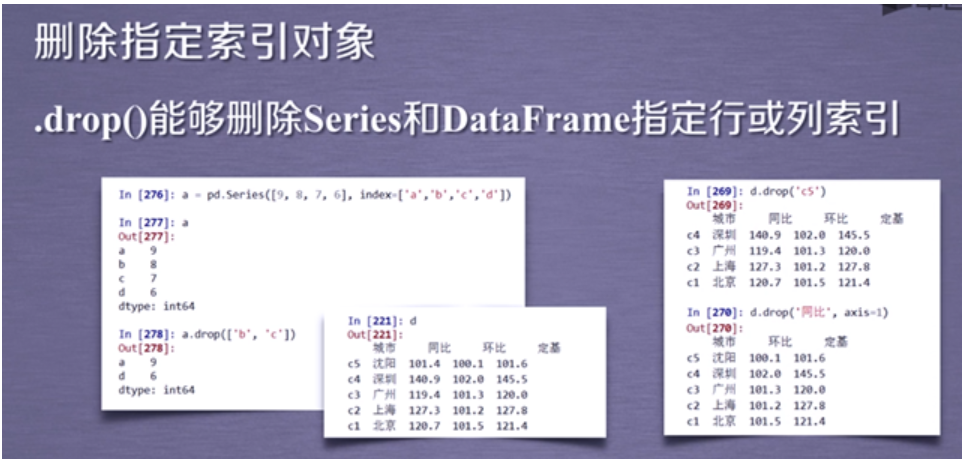 删除指定索引对象
.drop()能够删除Series和DataFrame指定行或列索引
In [276]: a = pd.Series([9, 8, 7, 6], index=['a','b','c','d'])
In [277]: a
Out[277]:
a 9
b 8
c 7
d 6
dtype: int64
In [278]: a.drop(['b', 'c'])
Out[278]:
a 9
d 6
dtype: int64
In [221]: d
Out[221]:
城市 同比 环比 定基
c5 沈阳 101.4 100.1 101.6
c4 深圳 140.9 102.0 145.5
c3 广州 119.4 101.3 120.0
c2 上海 127.3 101.2 127.8
c1 北京 120.7 101.5 121.4
In [269]: d.drop('c5')
Out[269]:
城市 同比 环比 定基
c4 深圳 140.9 102.0 145.5
c3 广州 119.4 101.3 120.0
c2 上海 127.3 101.2 127.8
c1 北京 120.7 101.5 121.4
In [270]: d.drop('同比', axis=1)
Out[270]:
城市 环比 定基
c5 沈阳 100.1 101.6
c4 深圳 102.0 145.5
c3 广州 101.3 120.0
c2 上海 101.2 127.8
c1 北京 101.5 121.4